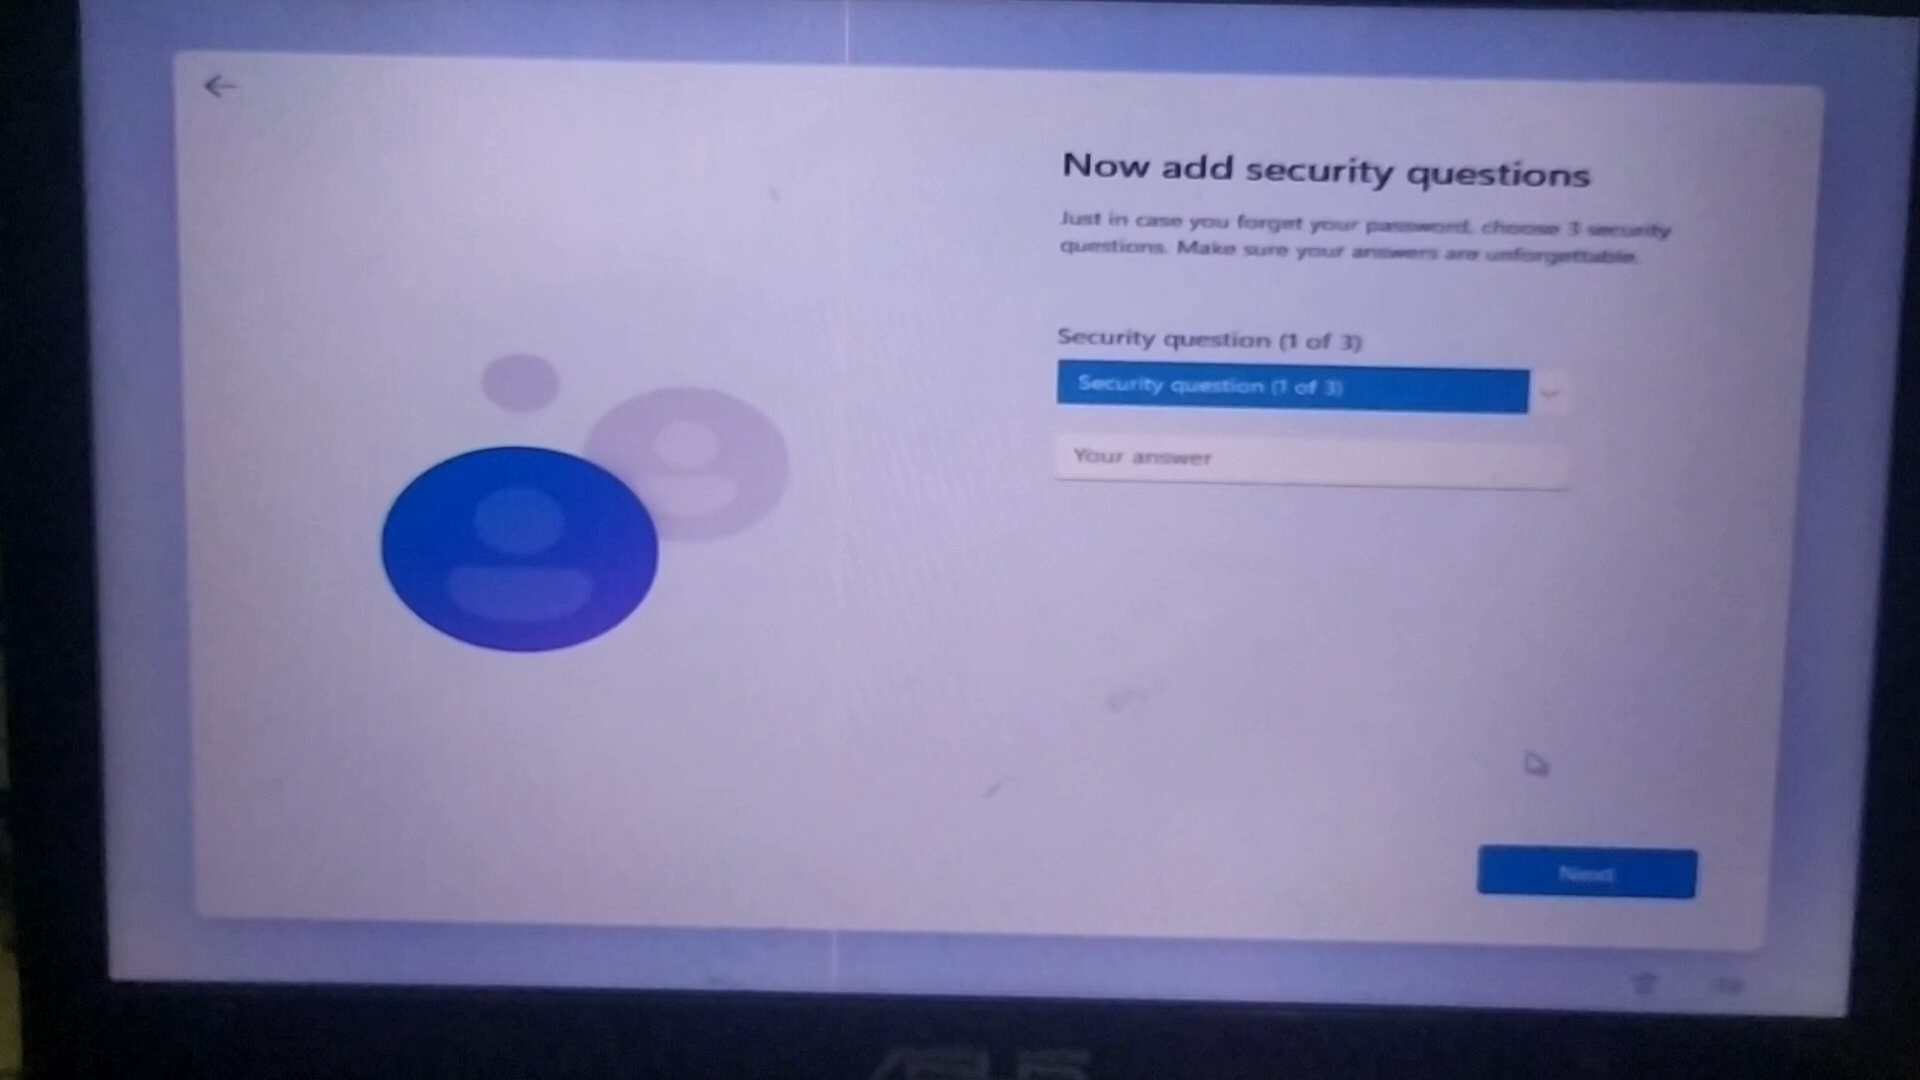 Now add security questions
Just in case you forget your password, choose 3 security
questions. Make sure your answers are unforgettable.
Security question (1 of 3)
Security question (1 of 3)
Your answer
Next
ASUS